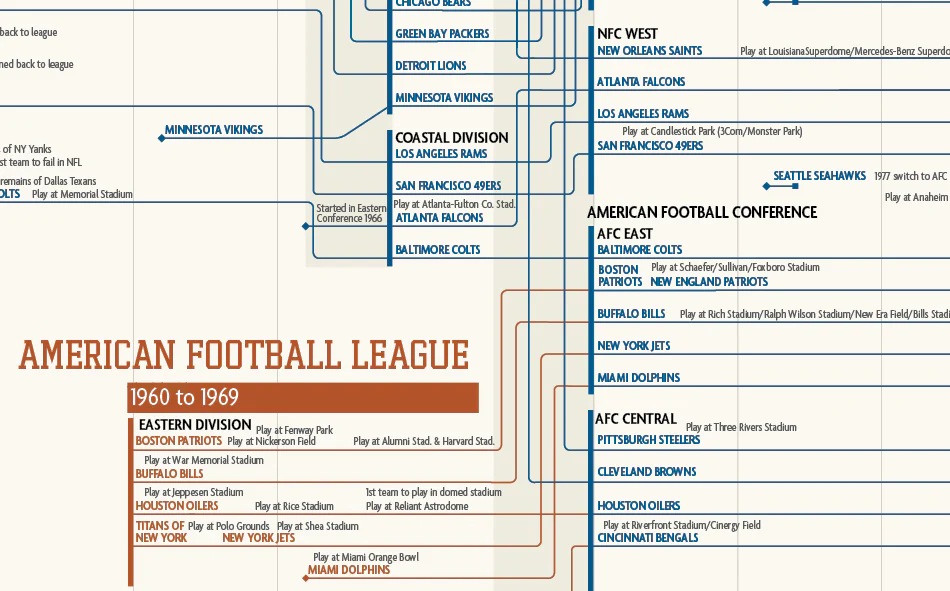 CHICAGO BEARS
back to league
GREEN BAY PACKERS
ned back to league
DETROIT LIONS
MINNESOTA VIKINGS
MINNESOTA VIKINGS
COASTAL DIVISION
LOS ANGELES RAMS
of NY Yanks
st team to fail in NFL
remains of Dallas Texans
OLTS Play at Memorial Stadium
SAN FRANCISCO 49ERS
Started in Eastern
Conference 1966
Play at Atlanta-Fulton Co. Stad.
ATLANTA FALCONS
BALTIMORE COLTS
NFC WEST
NEW ORLEANS SAINTS Play at LouisianaSuperdome/Mercedes-Benz Superdo
ATLANTA FALCONS
LOS ANGELES RAMS
Play at Candlestick Park (3Com/Monster Park)
SAN FRANCISCO 49ERS
SEATTLE SEAHAWKS 1977 switch to AFC
Play at Anaheim
AMERICAN FOOTBALL CONFERENCE
AFC EAST
BALTIMORE COLTS
BOSTON Play at Schaefer/Sullivan/Foxboro Stadium
PATRIOTS NEW ENGLAND PATRIOTS
BUFFALO BILLS Play at Rich Stadium/Ralph Wilson Stadium/New Era Field/Bills Stadi
NEW YORK JETS
MIAMI DOLPHINS
AFC CENTRAL
Play at Three Rivers Stadium
PITTSBURGH STEELERS
CLEVELAND BROWNS
HOUSTON OILERS
Play at Riverfront Stadium/Cinergy Field
CINCINNATI BENGALS
AMERICAN FOOTBALL LEAGUE
1960 to 1969
EASTERN DIVISION Play at Fenway Park
BOSTON PATRIOTS Play at Nickerson Field Play at Alumni Stad. & Harvard Stad.
Play at War Memorial Stadium
BUFFALO BILLS
Play at Jeppesen Stadium 1st team to play in domed stadium
HOUSTON OILERS Play at Rice Stadium Play at Reliant Astrodome
TITANS OF Play at Polo Grounds Play at Shea Stadium
NEW YORK NEW YORK JETS
Play at Miami Orange Bowl
MIAMI DOLPHINS